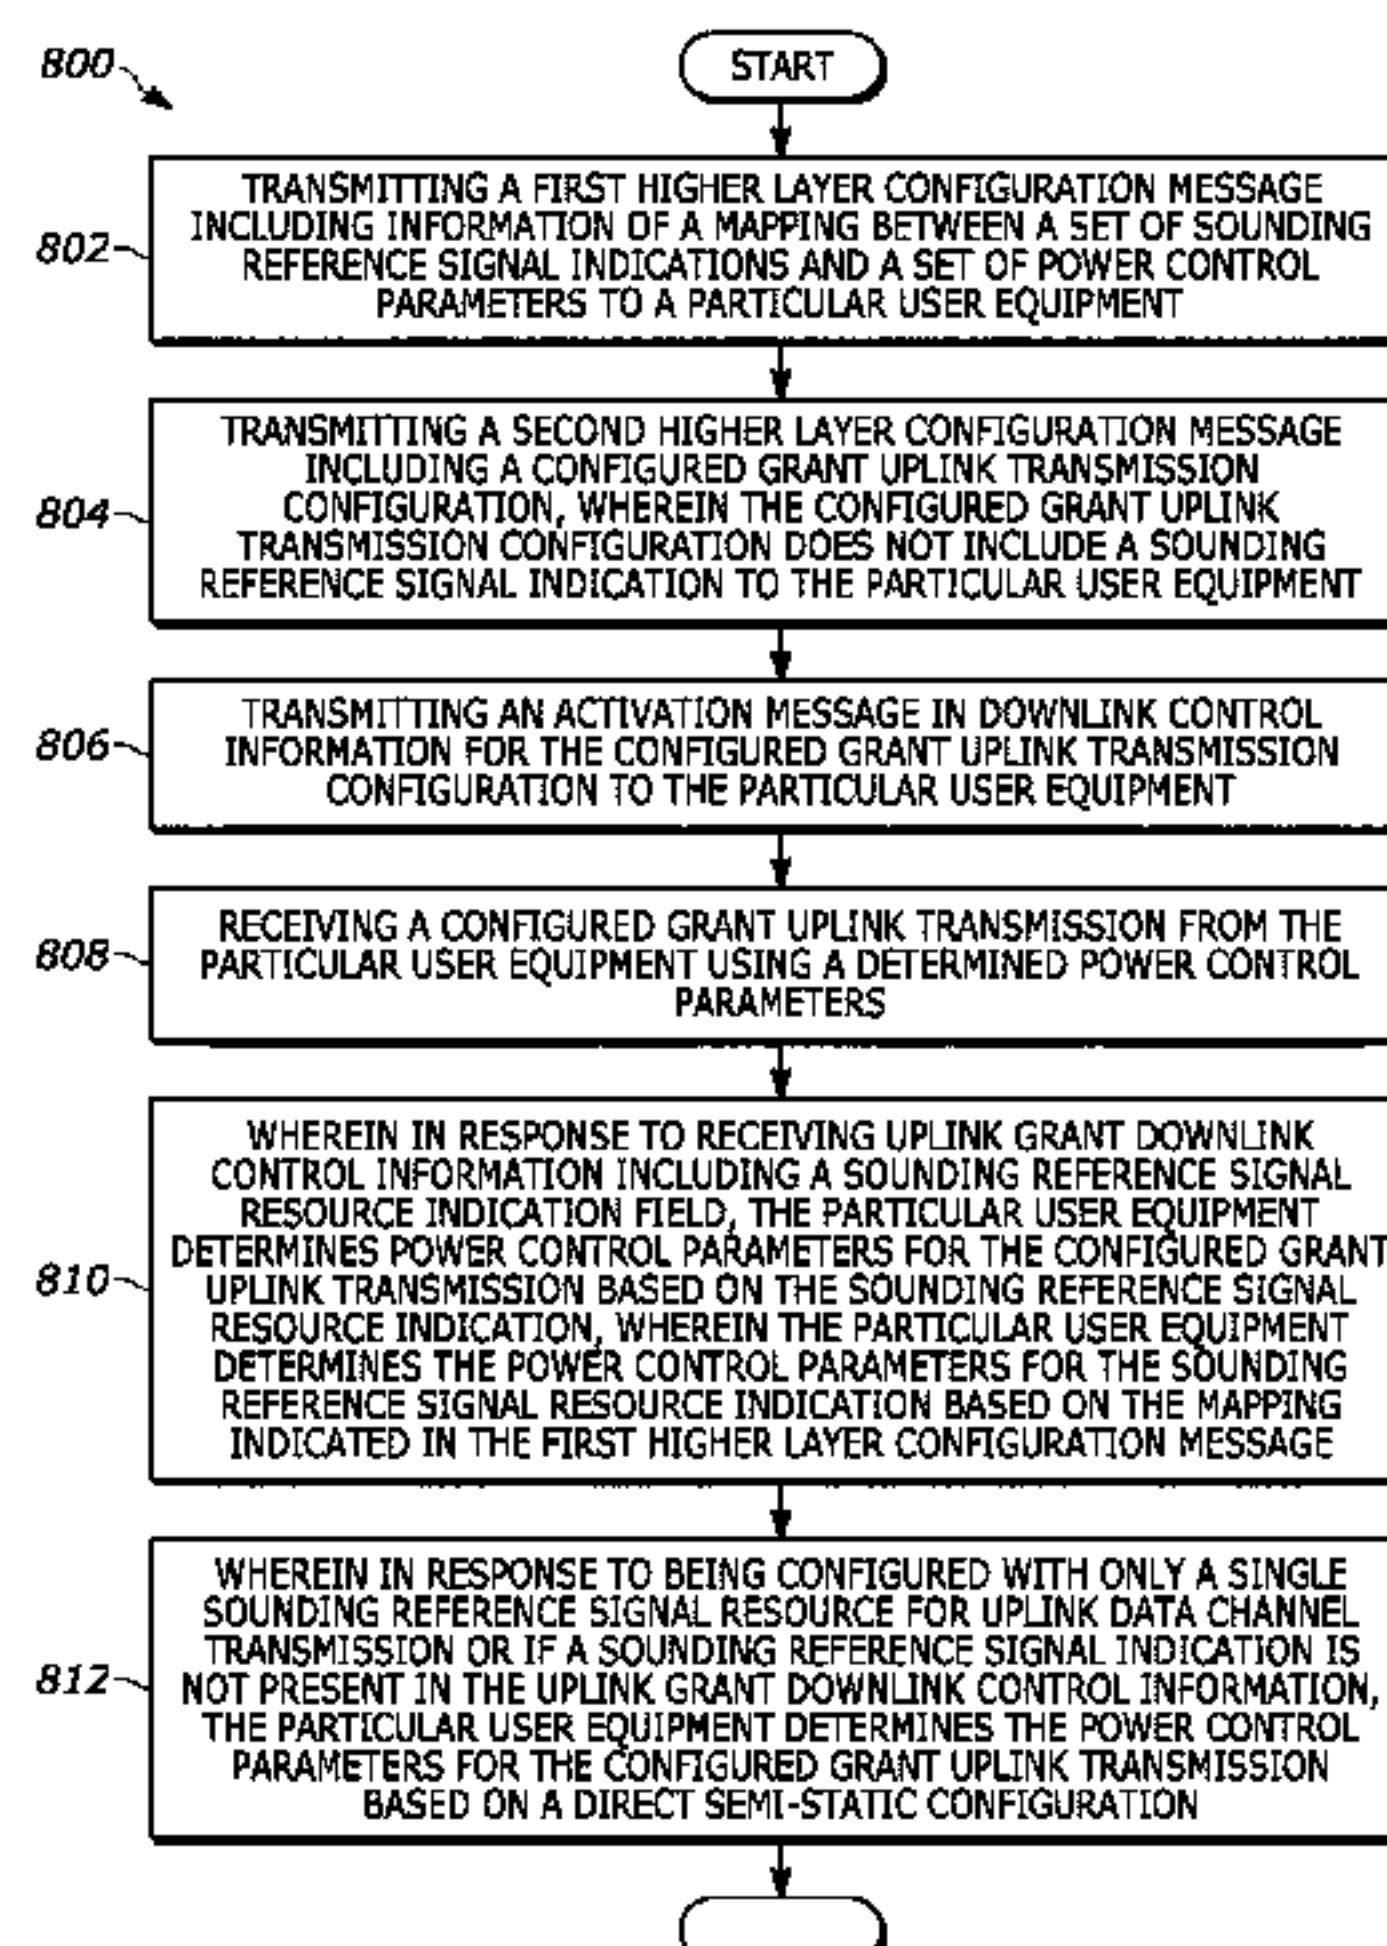 800
START
802
TRANSMITTING A FIRST HIGHER LAYER CONFIGURATION MESSAGE
INCLUDING INFORMATION OF A MAPPING BETWEEN A SET OF SOUNDING
REFERENCE SIGNAL INDICATIONS AND A SET OF POWER CONTROL
PARAMETERS TO A PARTICULAR USER EQUIPMENT
804
TRANSMITTING A SECOND HIGHER LAYER CONFIGURATION MESSAGE
INCLUDING A CONFIGURED GRANT UPLINK TRANSMISSION
CONFIGURATION, WHEREIN THE CONFIGURED GRANT UPLINK
TRANSMISSION CONFIGURATION DOES NOT INCLUDE A SOUNDING
REFERENCE SIGNAL INDICATION TO THE PARTICULAR USER EQUIPMENT
806
TRANSMITTING AN ACTIVATION MESSAGE IN DOWNLINK CONTROL
INFORMATION FOR THE CONFIGURED GRANT UPLINK TRANSMISSION
CONFIGURATION TO THE PARTICULAR USER EQUIPMENT
808
RECEIVING A CONFIGURED GRANT UPLINK TRANSMISSION FROM THE
PARTICULAR USER EQUIPMENT USING A DETERMINED POWER CONTROL
PARAMETERS
810
WHEREIN IN RESPONSE TO RECEIVING UPLINK GRANT DOWNLINK
CONTROL INFORMATION INCLUDING A SOUNDING REFERENCE SIGNAL
RESOURCE INDICATION FIELD, THE PARTICULAR USER EQUIPMENT
DETERMINES POWER CONTROL PARAMETERS FOR THE CONFIGURED GRANT
UPLINK TRANSMISSION BASED ON THE SOUNDING REFERENCE SIGNAL
RESOURCE INDICATION, WHEREIN THE PARTICULAR USER EQUIPMENT
DETERMINES THE POWER CONTROL PARAMETERS FOR THE SOUNDING
REFERENCE SIGNAL RESOURCE INDICATION BASED ON THE MAPPING
INDICATED IN THE FIRST HIGHER LAYER CONFIGURATION MESSAGE
812
WHEREIN IN RESPONSE TO BEING CONFIGURED WITH ONLY A SINGLE
SOUNDING REFERENCE SIGNAL RESOURCE FOR UPLINK DATA CHANNEL
TRANSMISSION OR IF A SOUNDING REFERENCE SIGNAL INDICATION IS
NOT PRESENT IN THE UPLINK GRANT DOWNLINK CONTROL INFORMATION,
THE PARTICULAR USER EQUIPMENT DETERMINES THE POWER CONTROL
PARAMETERS FOR THE CONFIGURED GRANT UPLINK TRANSMISSION
BASED ON A DIRECT SEMI-STATIC CONFIGURATION